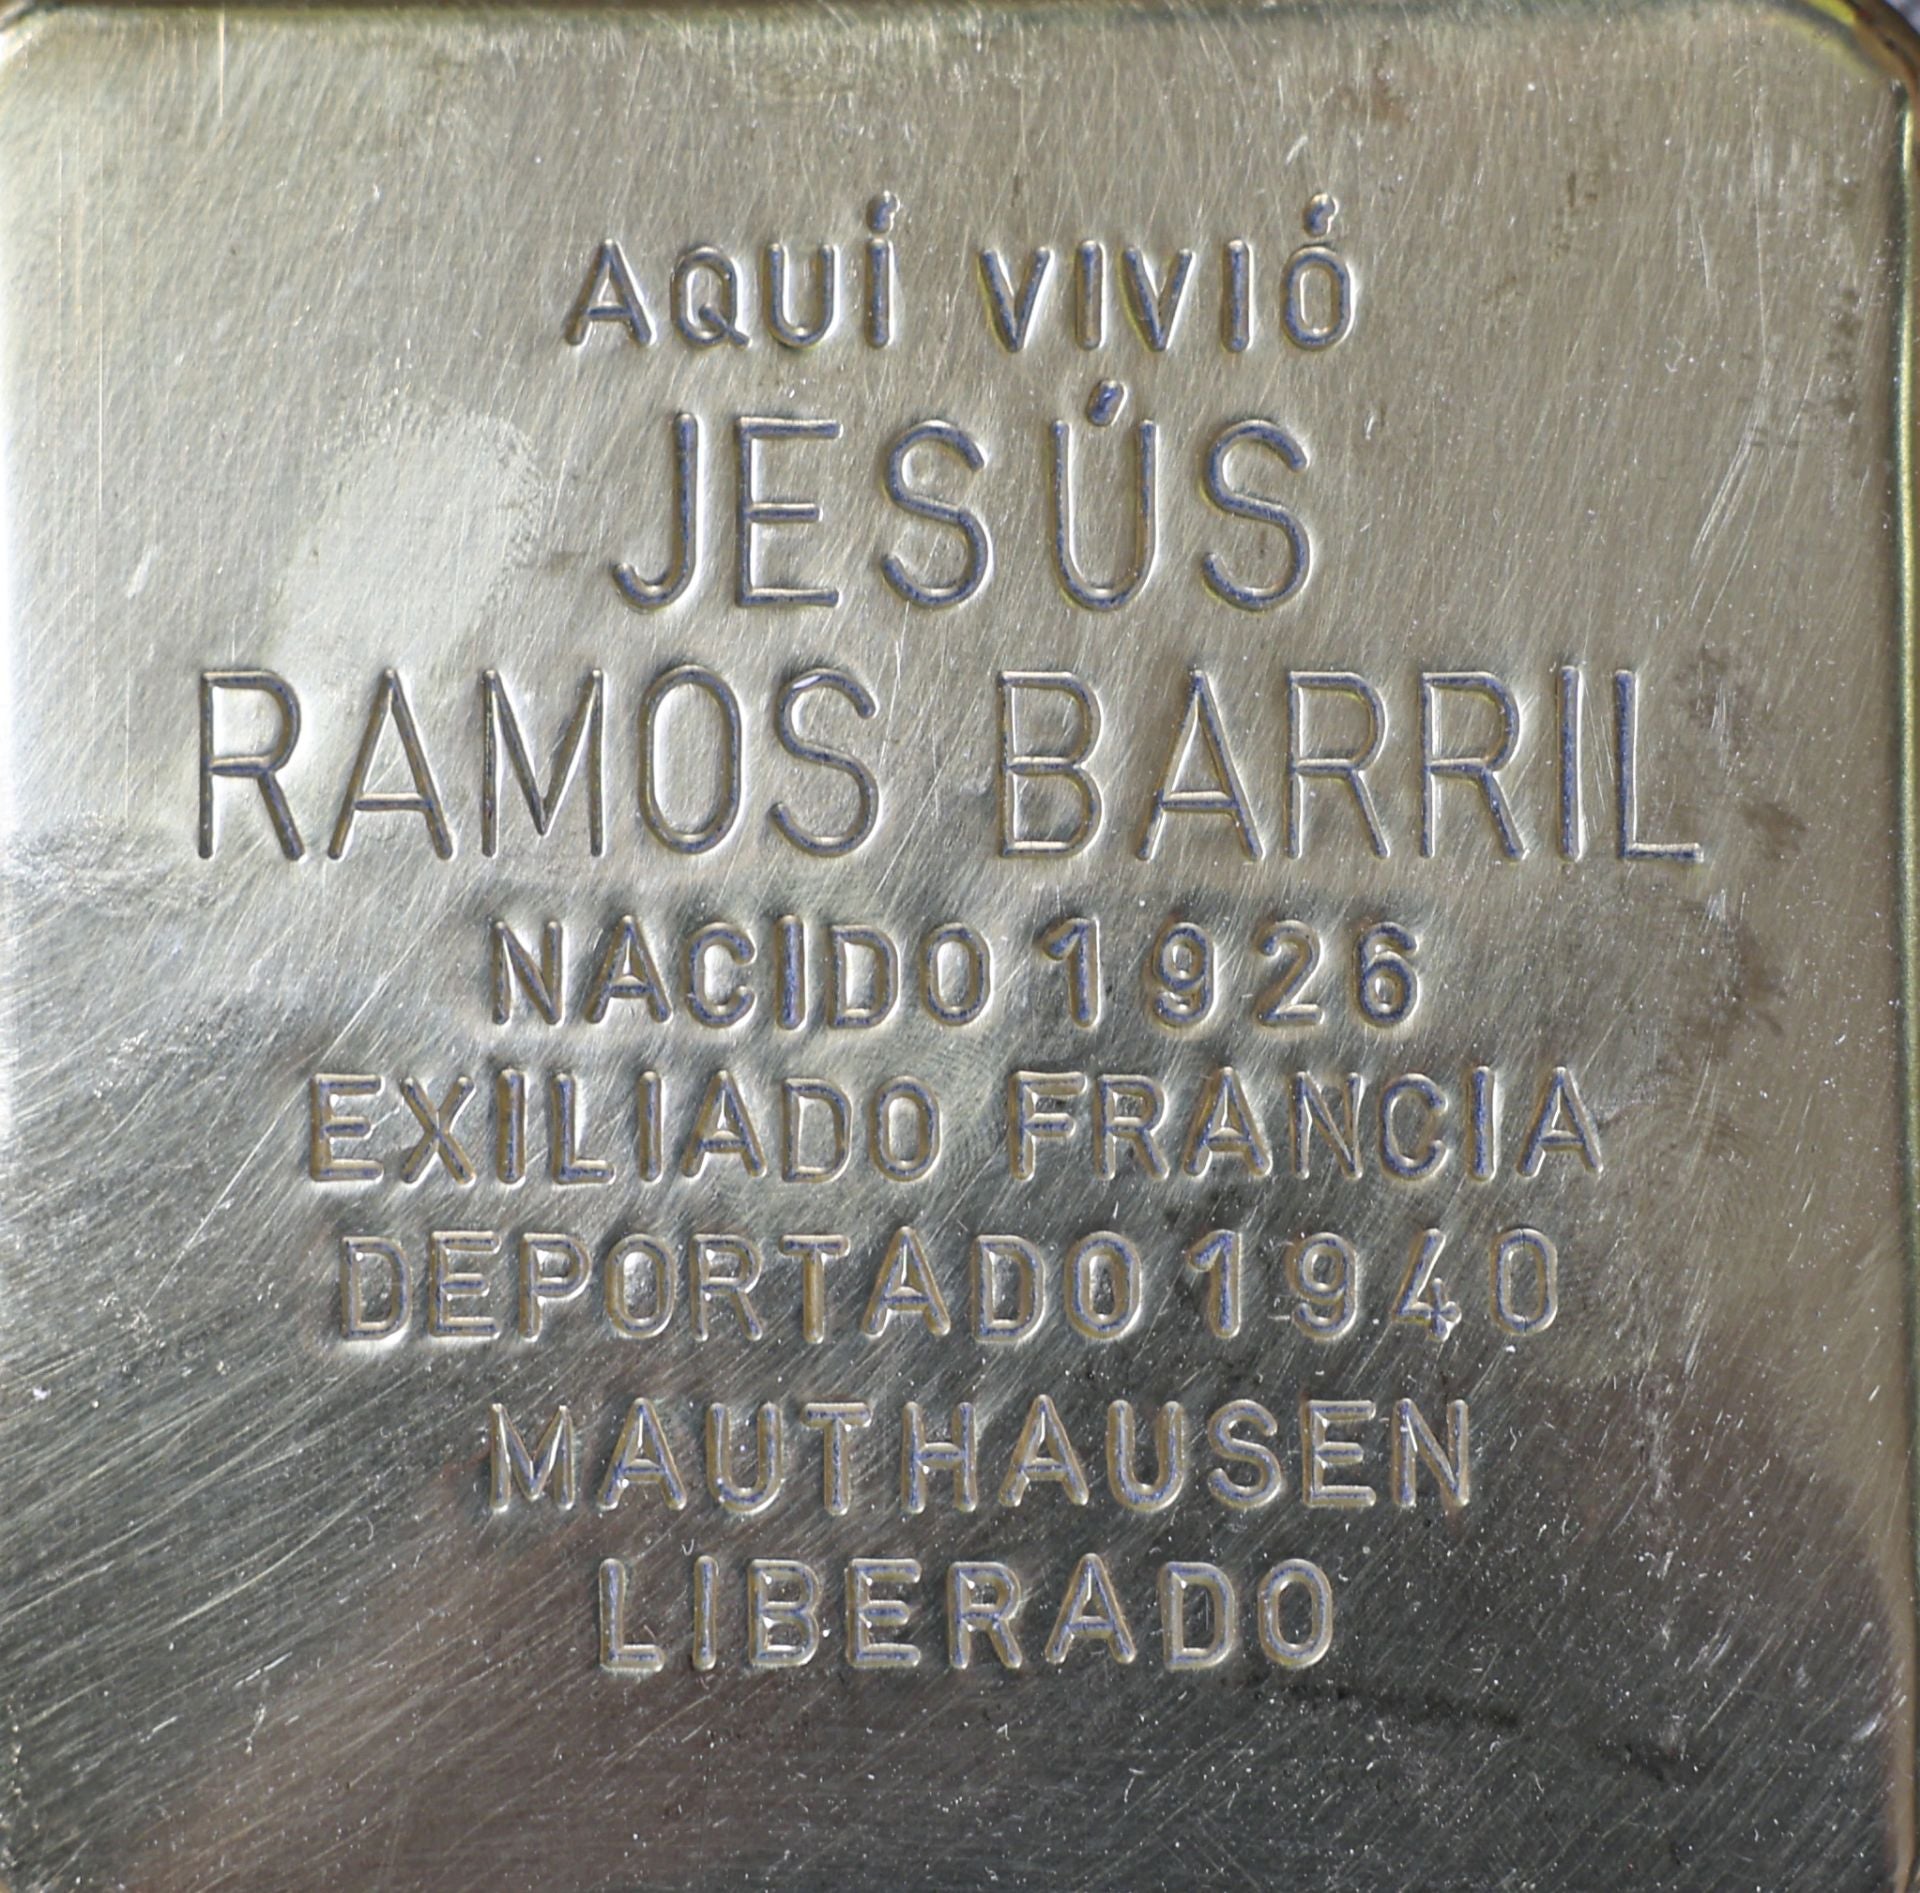 AQUÍ VIVIÓ
JESÚS
RAMOS BARRIL
NACIDO 1926
EXILIADO FRANCIA
DEPORTADO 1940
MAUTHAUSEN
LIBERADO